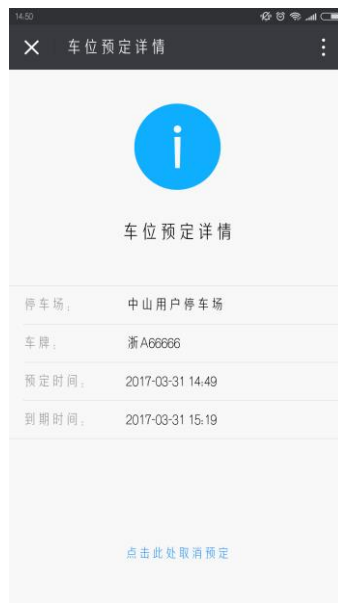 14:50
车位预定详情
i
车位预定详情
停车场: 中山用户停车场
车牌: 浙A66666
预定时间: 2017-03-31 14:49
到期时间: 2017-03-31 15:19
点击此处取消预定